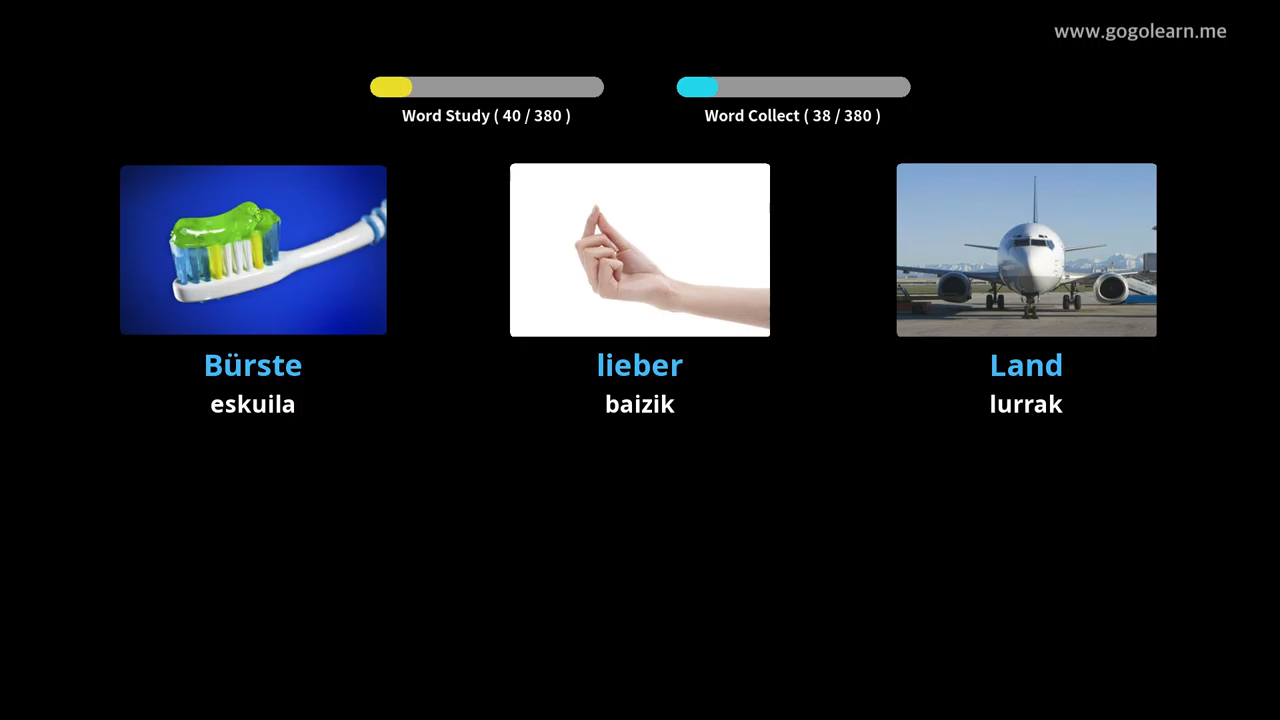 www.gogolearn.me
Word Study ( 40 / 380 )
Word Collect ( 38 / 380 )
Bürste
lieber
Land
eskuila
baizik
lurrak